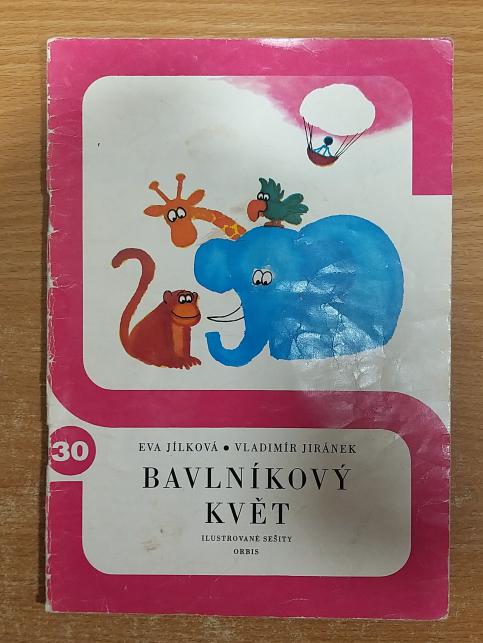 30
EVA JÍLKOVÁ • VLADIMÍR JIRÁNEK
BAVLNÍKOVÝ
KVĚT
ILUSTROVANÉ SEŠITY
ORBIS